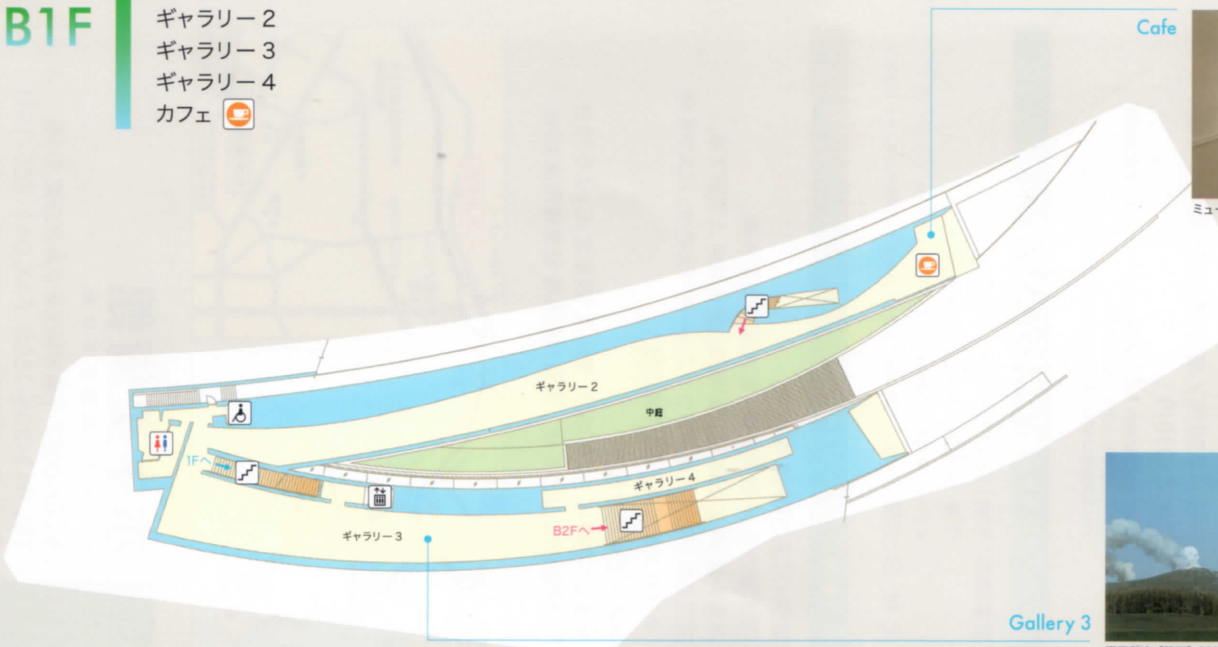 B1F
ギャラリー 2
ギャラリー 3
ギャラリー 4
カフェ
Cafe
ギャラリー 2
中庭
1Fへ
ギャラリー 4
B2Fへ
ギャラリー 3
Gallery 3